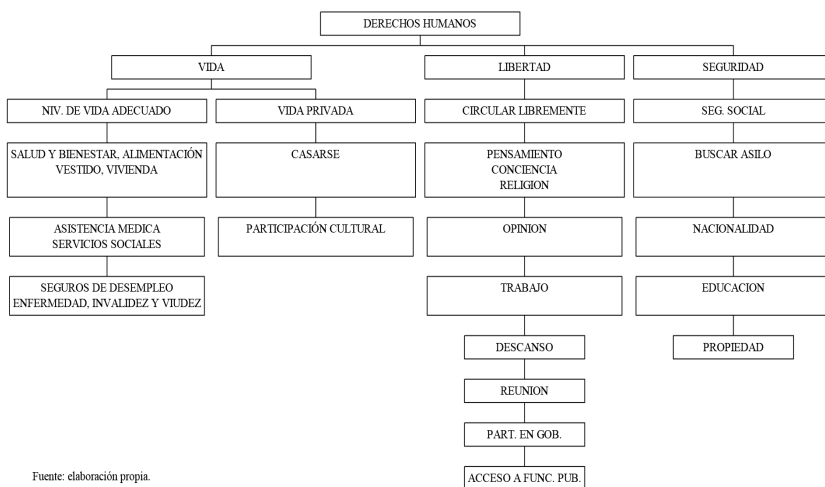 DERECHOS HUMANOS
VIDA
LIBERTAD
SEGURIDAD
NIV. DE VIDA ADECUADO
VIDA PRIVADA
CIRCULAR LIBREMENTE
SEG. SOCIAL
SALUD Y BIENESTAR, ALIMENTACIÓN
VESTIDO, VIVIENDA
CASARSE
PENSAMIENTO
CONCIENCIA
RELIGION
BUSCAR ASILO
ASISTENCIA MEDICA
SERVICIOS SOCIALES
PARTICIPACIÓN CULTURAL
OPINION
NACIONALIDAD
SEGUROS DE DESEMPLEO
ENFERMEDAD, INVALIDEZ Y VIUDEZ
TRABAJO
EDUCACION
DESCANSO
PROPIEDAD
REUNION
PART. EN GOB.
ACCESO A FUNC. PUB.
Fuente: elaboración propia.